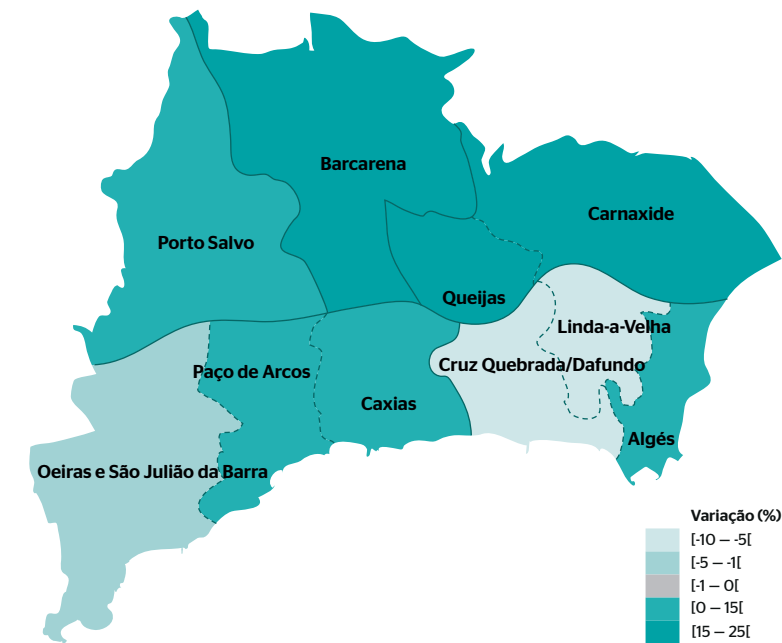 Barcarena
Carnaxide
Porto Salvo
Queijas
Linda-a-Velha
Cruz Quebrada/Dafundo
Paço de Arcos
Caxias
Algés
Oeiras e São Julião da Barra
Variação (%)
[-10 – -5[
[-5 – -1[
[-1 – 0[
[0 – 15[
[15 – 25[